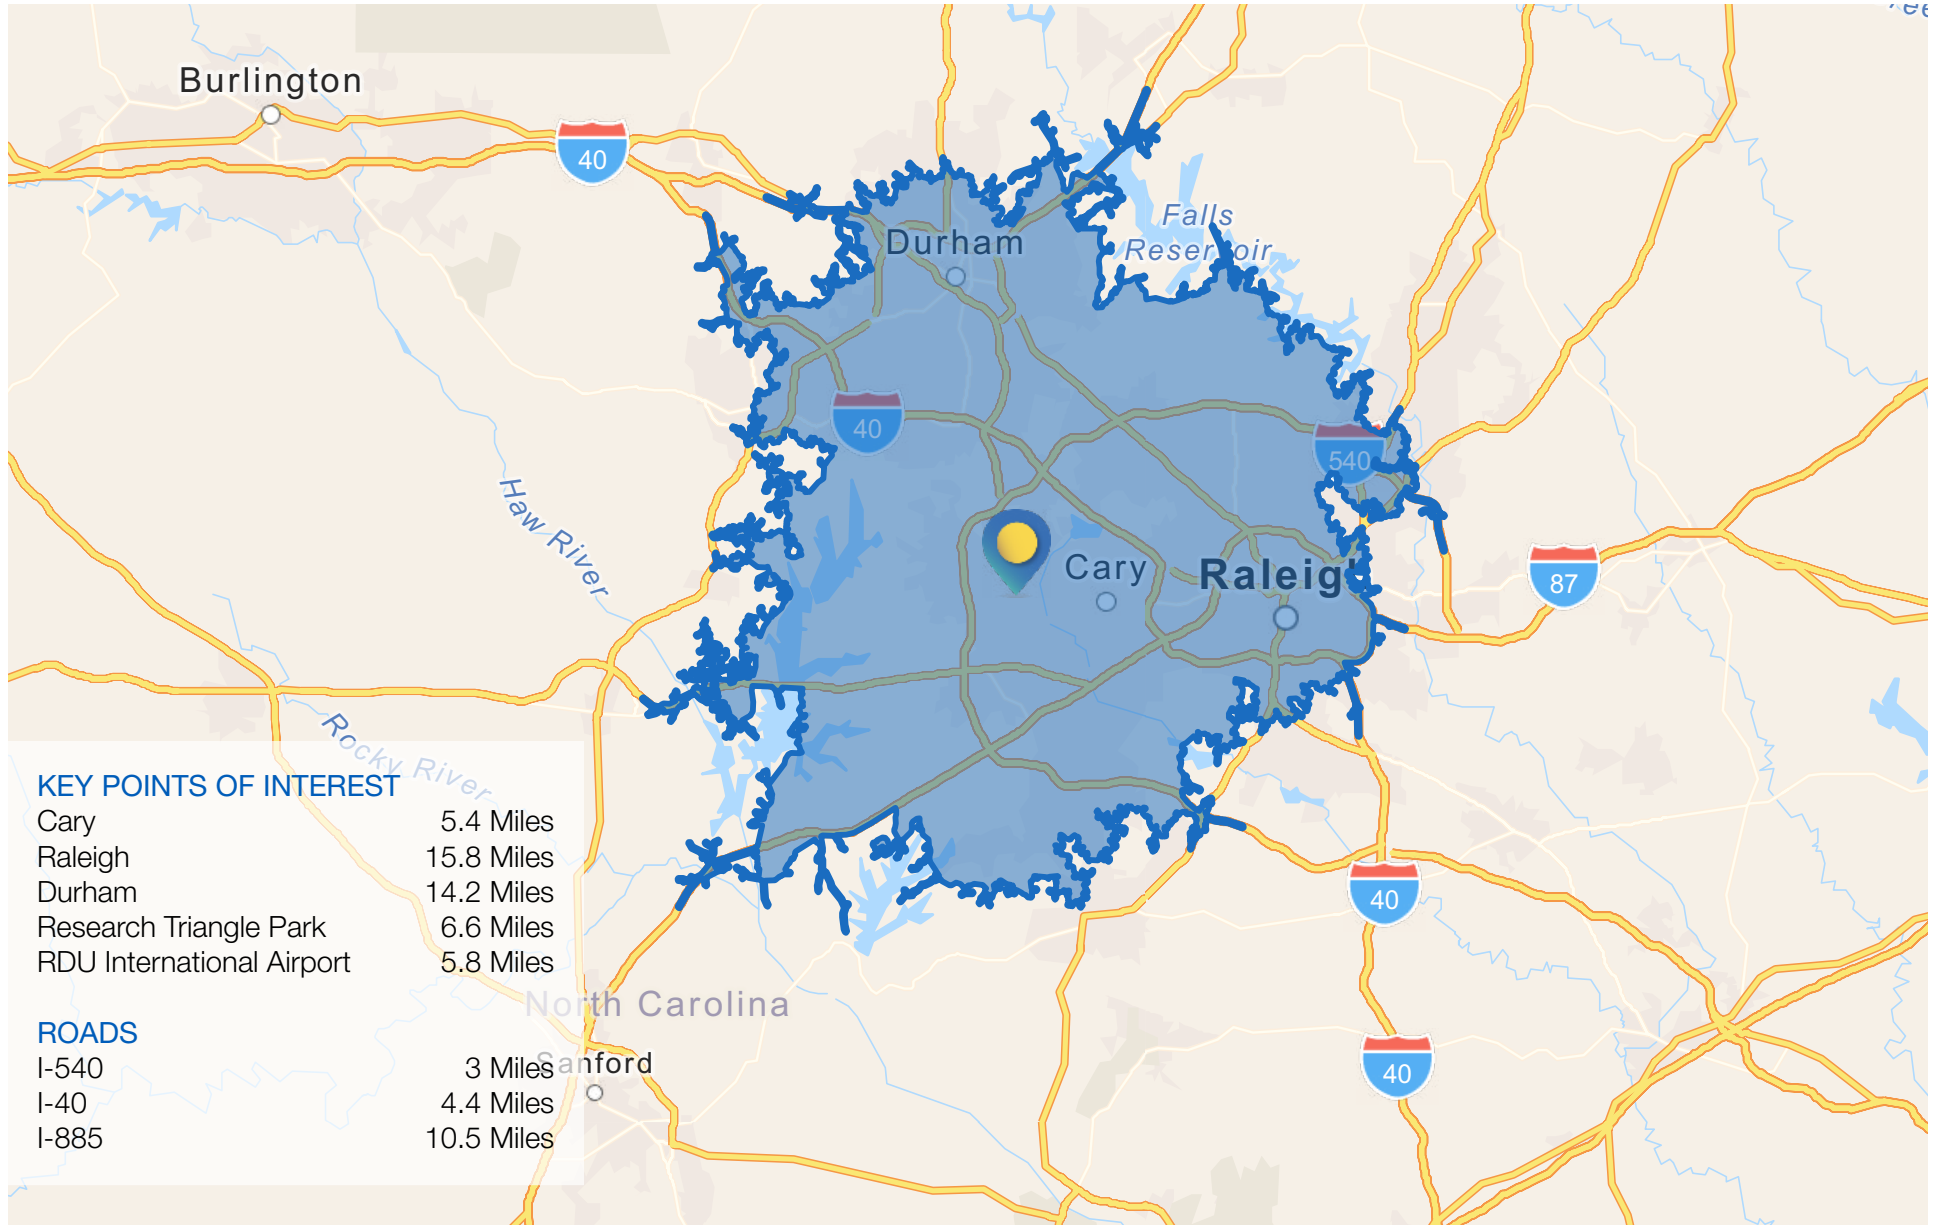 Burlington
40
Falls
Reservoir
Durham
40
540
Haw River
Cary
Raleigh
87
Rocky River
KEY POINTS OF INTEREST
Cary 5.4 Miles
Raleigh 15.8 Miles
Durham 14.2 Miles
Research Triangle Park 6.6 Miles
RDU International Airport 5.8 Miles
40
North Carolina
ROADS
Sanford
I-540 3 Miles
I-40 4.4 Miles
I-885 10.5 Miles
40